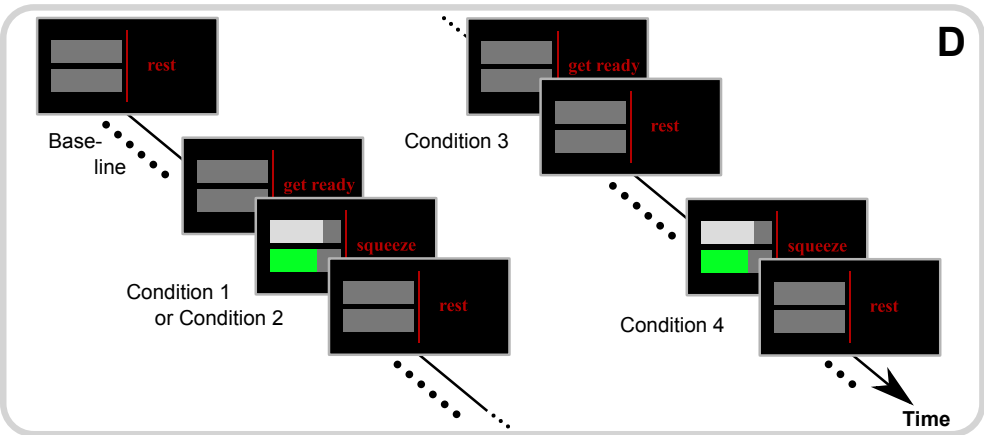 D
rest
Base-
line
get ready
squeeze
rest
Condition 1
or Condition 2
get ready
rest
Condition 3
squeeze
rest
Condition 4
Time